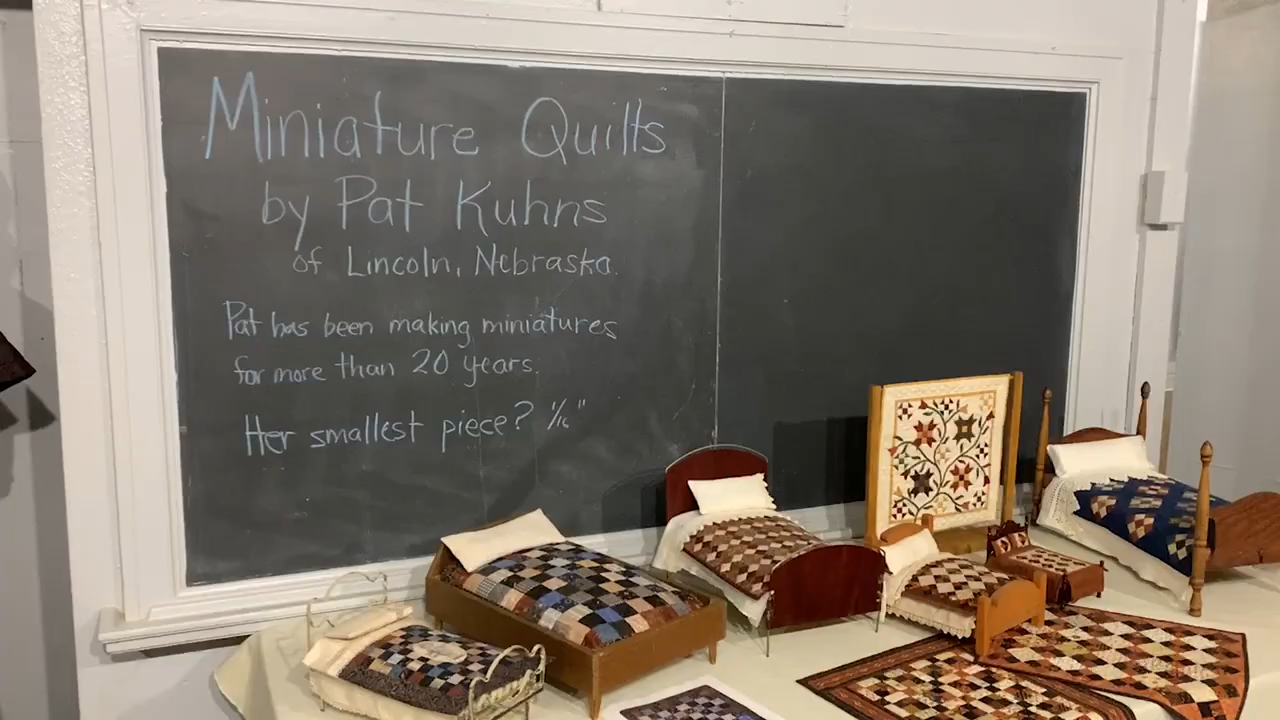 Miniature Quilts
by Pat Kuhns
of Lincoln, Nebraska.
Pat has been making miniatures
for more than 20 years.
Her smallest piece? 1/16"